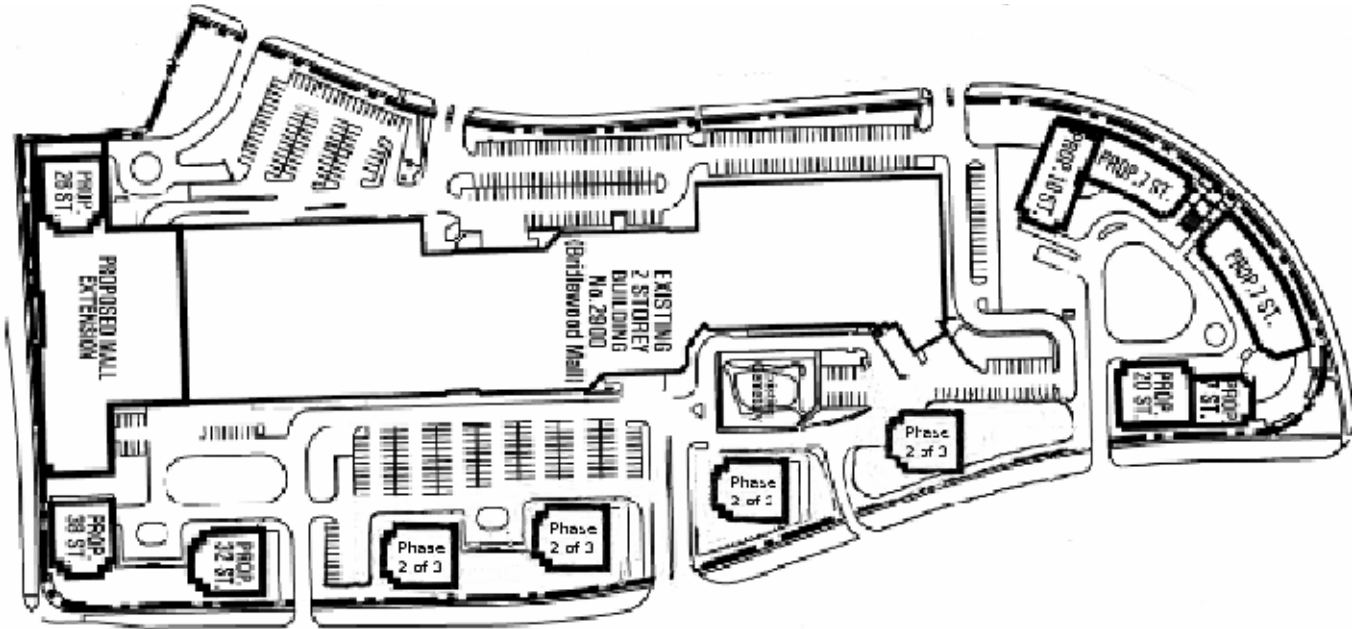 PROP.
28 ST.
PROPOSED MALL
EXTENSION
EXISTING
2 STOREY
BUILDING
No.2900
(Bridlewood Mall)
PROP. 10 ST.
PROP. 7 ST.
PROP. 7 ST.
PROP.
20 ST.
PROP
ST.
Phase
2 of 3
Phase
2 of 3
Phase
2 of 3
Phase
2 of 3
PROP.
38 ST.
PROP.
32 ST.